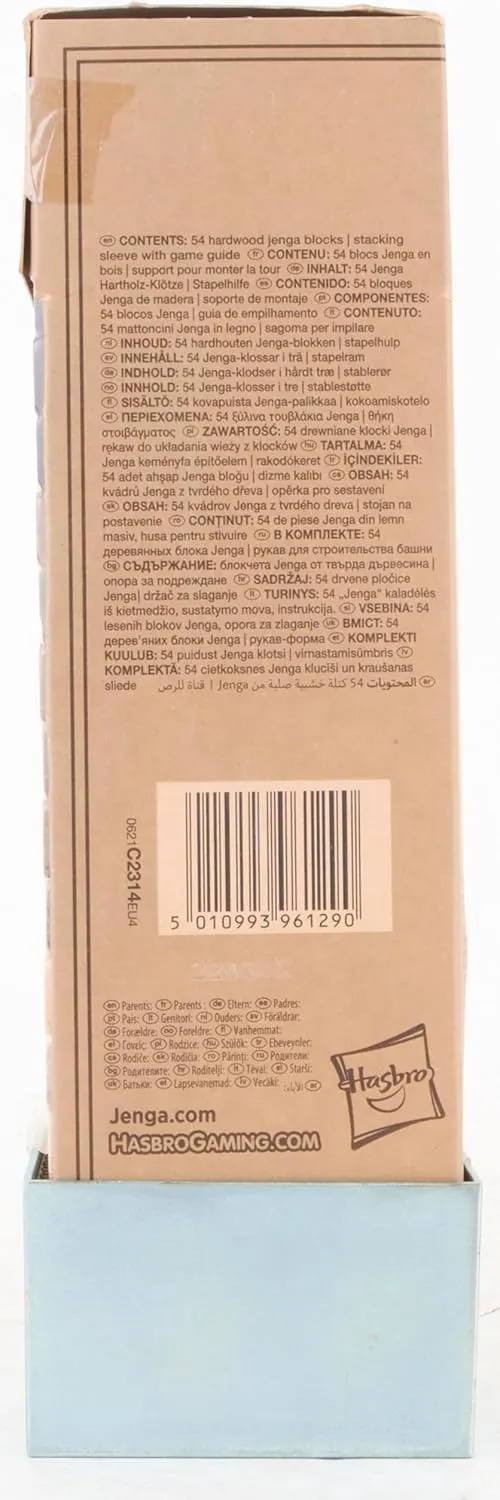 en CONTENTS: 54 hardwood jenga blocks | stacking
sleeve with game guide fr CONTENU: 54 blocs Jenga en
bois | support pour monter la tour de INHALT: 54 Jenga
Hartholz-Klötze | Stapelhilfe es CONTENIDO: 54 bloques
Jenga de madera | soporte de montaje pt COMPONENTES:
54 blocos Jenga | guia de empilhamento it CONTENUTO:
54 mattoncini Jenga in legno | sagoma per impilare
nl INHOUD: 54 hardhouten Jenga-blokken | stapelhulp
sv INNEHÅLL: 54 Jenga-klossar i trä | stapelram
da INDHOLD: 54 Jenga-klodser i hårdt træ | stablerør
no INNHOLD: 54 Jenga-klosser i tre | stablestøtte
fi SISÄLTÖ: 54 kovapuista Jenga-palikkaa | kokoamiskotelo
el ΠΕΡΙΕΧΟΜΕΝΑ: 54 ξύλινα τουβλάκια Jenga | θήκη
στοιβάγματος pl ZAWARTOŚĆ: 54 drewniane klocki Jenga |
rękaw do układania wieży z klocków hu TARTALMA: 54
Jenga keményfa építőelem | rakodókeret tr İÇİNDEKİLER:
54 adet ahşap Jenga bloğu | dizme kalıbı cs OBSAH: 54
kvádrů Jenga z tvrdého dřeva | opěrka pro sestavení
sk OBSAH: 54 kvádrov Jenga z tvrdého dreva | stojan na
postavenie ro CONȚINUT: 54 de piese Jenga din lemn
masiv, husa pentru stivuire ru В КОМПЛЕКТЕ: 54
деревянных блока Jenga | рукав для строительства башни
bg СЪДЪРЖАНИЕ: блокчета Jenga от твърда дървесина |
опора за подреждане hr SADRŽAJ: 54 drvene pločice
Jenga| držač za slaganje lt TURINYS: 54 „Jenga“ kaladėlės
iš kietmedžio, sustatymo mova, instrukcija. sl VSEBINA: 54
lesenih blokov Jenga, opora za zlaganje uk ВМІСТ: 54
дерев’яних блоки Jenga | рукав-форма et KOMPLEKTI
KUULUB: 54 puidust Jenga klotsi | virnastamisümbris lv
KOMPLEKTĀ: 54 cietkoksnes Jenga kluciši un kraušanas
sliede ar المحتويات 54 كتلة خشبية صلبة من Jenga | قناة للرص
0621C2314EU4
5 010993 961290
en Parents: fr Parents : de Eltern: es Padres:
pt Pais: it Genitori: nl Ouders: sv Föräldrar:
da Forældre: no Foreldre: fi Vanhemmat:
el Γονείς: pl Rodzice: hu Szülők: tr Ebeveynler:
cs Rodiče: sk Rodičia: ro Părinți: ru Родители:
bg Родителите: hr Roditelji: lt Tėvai: sl Starši:
uk Батьки: et Lapsevanemad: lv Vecāki: ar الآباء:
Hasbro
Jenga.com
HASBROGAMING.COM